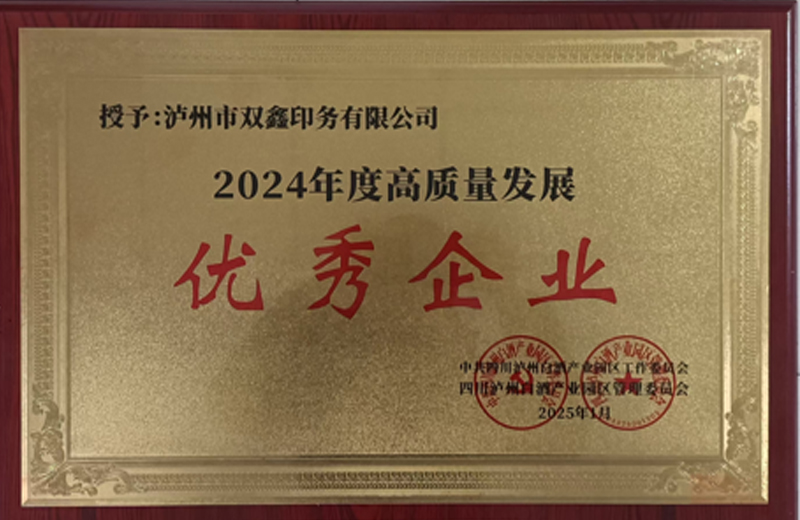 授予:泸州市双鑫印务有限公司
2024年度高质量发展
优秀企业
中共四川泸州白酒产业园区工作委员会
四川泸州白酒产业园区管理委员会
2025年1月